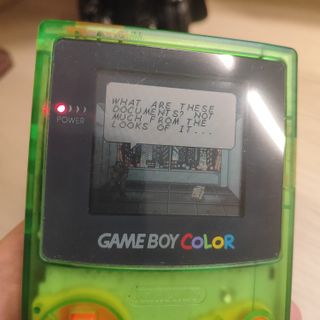 WHAT ARE THESE
DOCUMENTS? NOT
MUCH FROM THE
LOOKS OF IT...
POWER
GAME BOY COLOR